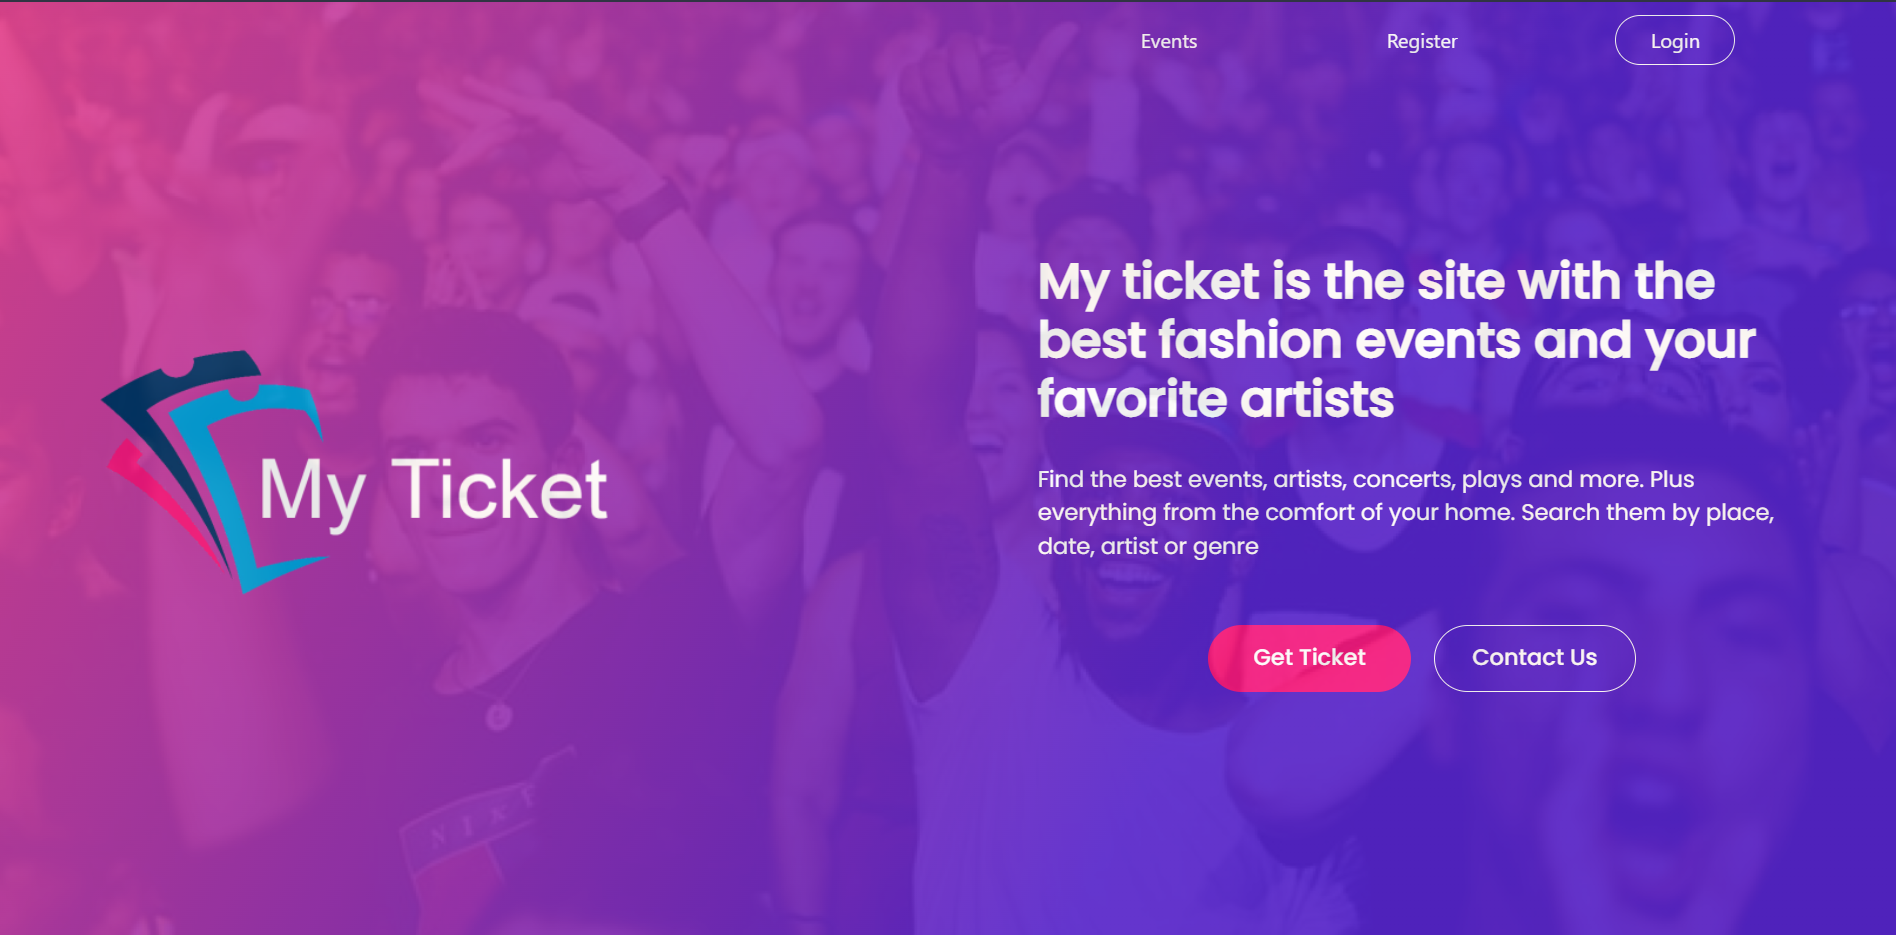 Events
Register
Login
My ticket is the site with the
best fashion events and your
favorite artists
My Ticket
Find the best events, artists, concerts, plays and more. Plus
everything from the comfort of your home. Search them by place,
date, artist or genre
Get Ticket
Contact Us
NIKE